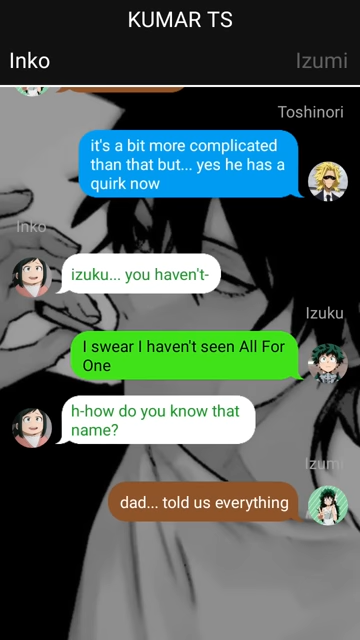 KUMAR TS
Inko
Izumi
Toshinori
it's a bit more complicated
than that but... yes he has a
quirk now
Inko
izuku... you haven't-
Izuku
I swear I haven't seen All For
One
h-how do you know that
name?
Izumi
dad... told us everything